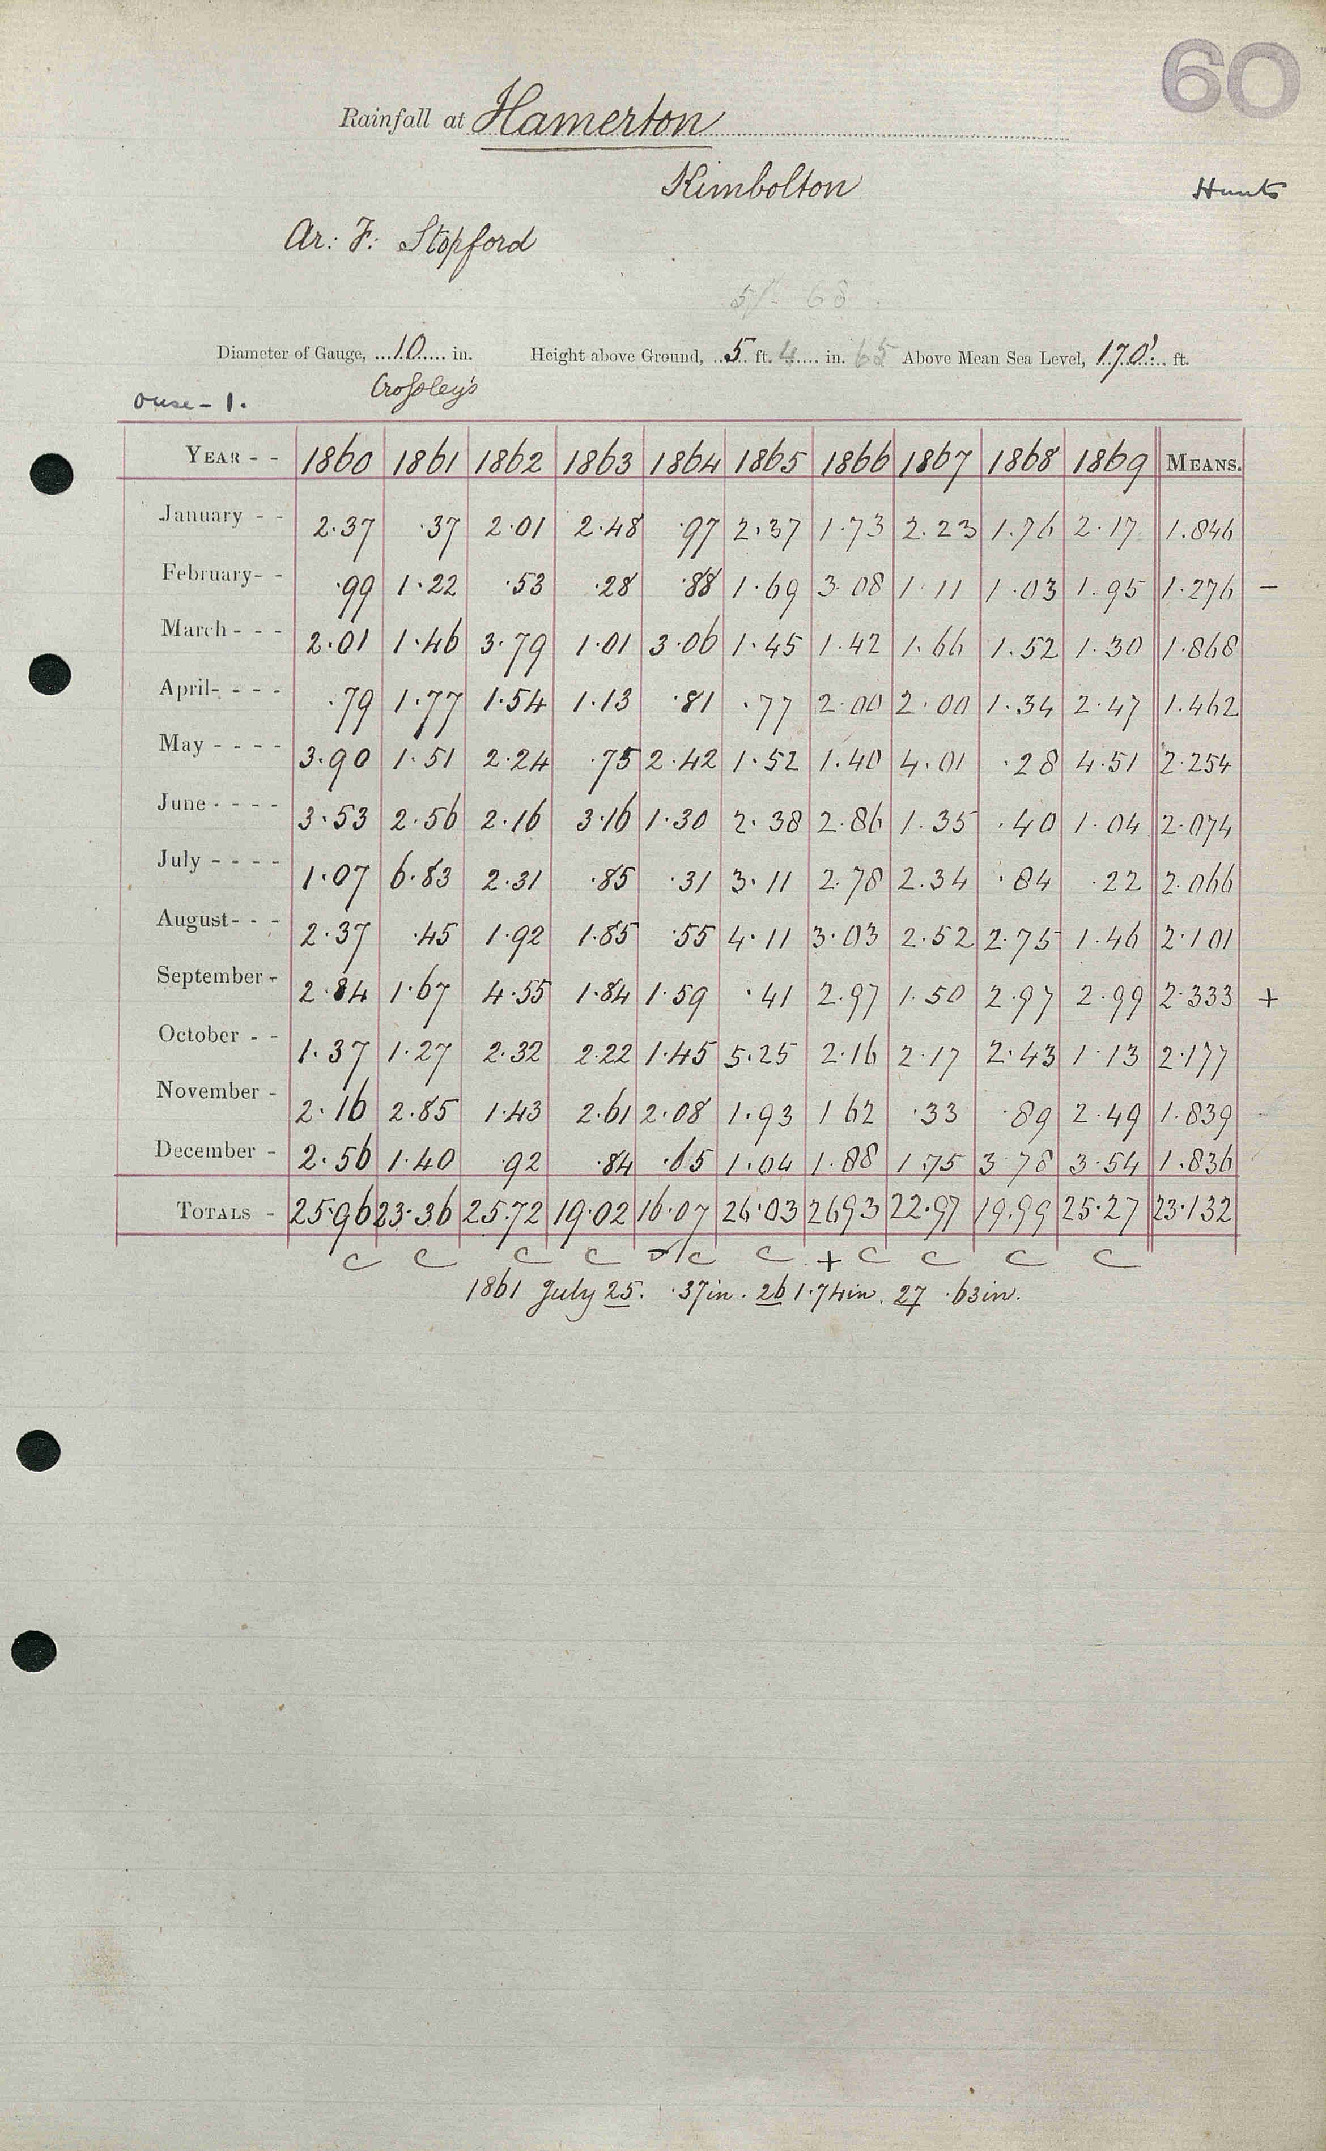 60
Rainfall at Hamerton
Kimbolton
Hunts
Ar: F: Stopford
5/- 68
Diameter of Gauge, 10 in. Height above Ground, 5 ft. 4 in. 65 Above Mean Sea Level, 170': ft.
Crossley's
Ouse - 1.
YEAR - - 1860 1861 1862 1863 1864 1865 1866 1867 1868 1869 MEANS.
January - - 2.37 .37 2.01 2.48 .97 2.37 1.73 2.23 1.76 2.17 1.846
February - - .99 1.22 .53 .28 .88 1.69 3.08 1.11 1.03 1.95 1.276 –
March - - - 2.01 1.46 3.79 1.01 3.06 1.45 1.42 1.66 1.52 1.30 1.868
April - - - - .79 1.77 1.54 1.13 .81 .77 2.00 2.00 1.34 2.47 1.462
May - - - - 3.90 1.51 2.24 .75 2.42 1.52 1.40 4.01 .28 4.51 2.254
June - - - - 3.53 2.56 2.16 3.16 1.30 2.38 2.86 1.35 .40 1.04 2.074
July - - - - 1.07 6.83 2.31 .85 .31 3.11 2.78 2.34 .84 .22 2.066
August - - - 2.37 .45 1.92 1.85 .55 4.11 3.03 2.52 2.75 1.46 2.101
September - 2.84 1.67 4.55 1.84 1.59 .41 2.97 1.50 2.97 2.99 2.333 +
October - - 1.37 1.27 2.32 2.22 1.45 5.25 2.16 2.17 2.43 1.13 2.177
November - 2.16 2.85 1.43 2.61 2.08 1.93 1 62 .33 .89 2.49 1.839
December - 2.56 1.40 .92 .84 .65 1.04 1.88 1.75 3 78 3.54 1.836
TOTALS - 25.96 23.36 25.72 19.02 16.07 26.03 26 93 22.97 19.99 25.27 23.132
c c c c c c + c c c c
1861 July 25. .37in. 26 1.74in. 27 .63in.